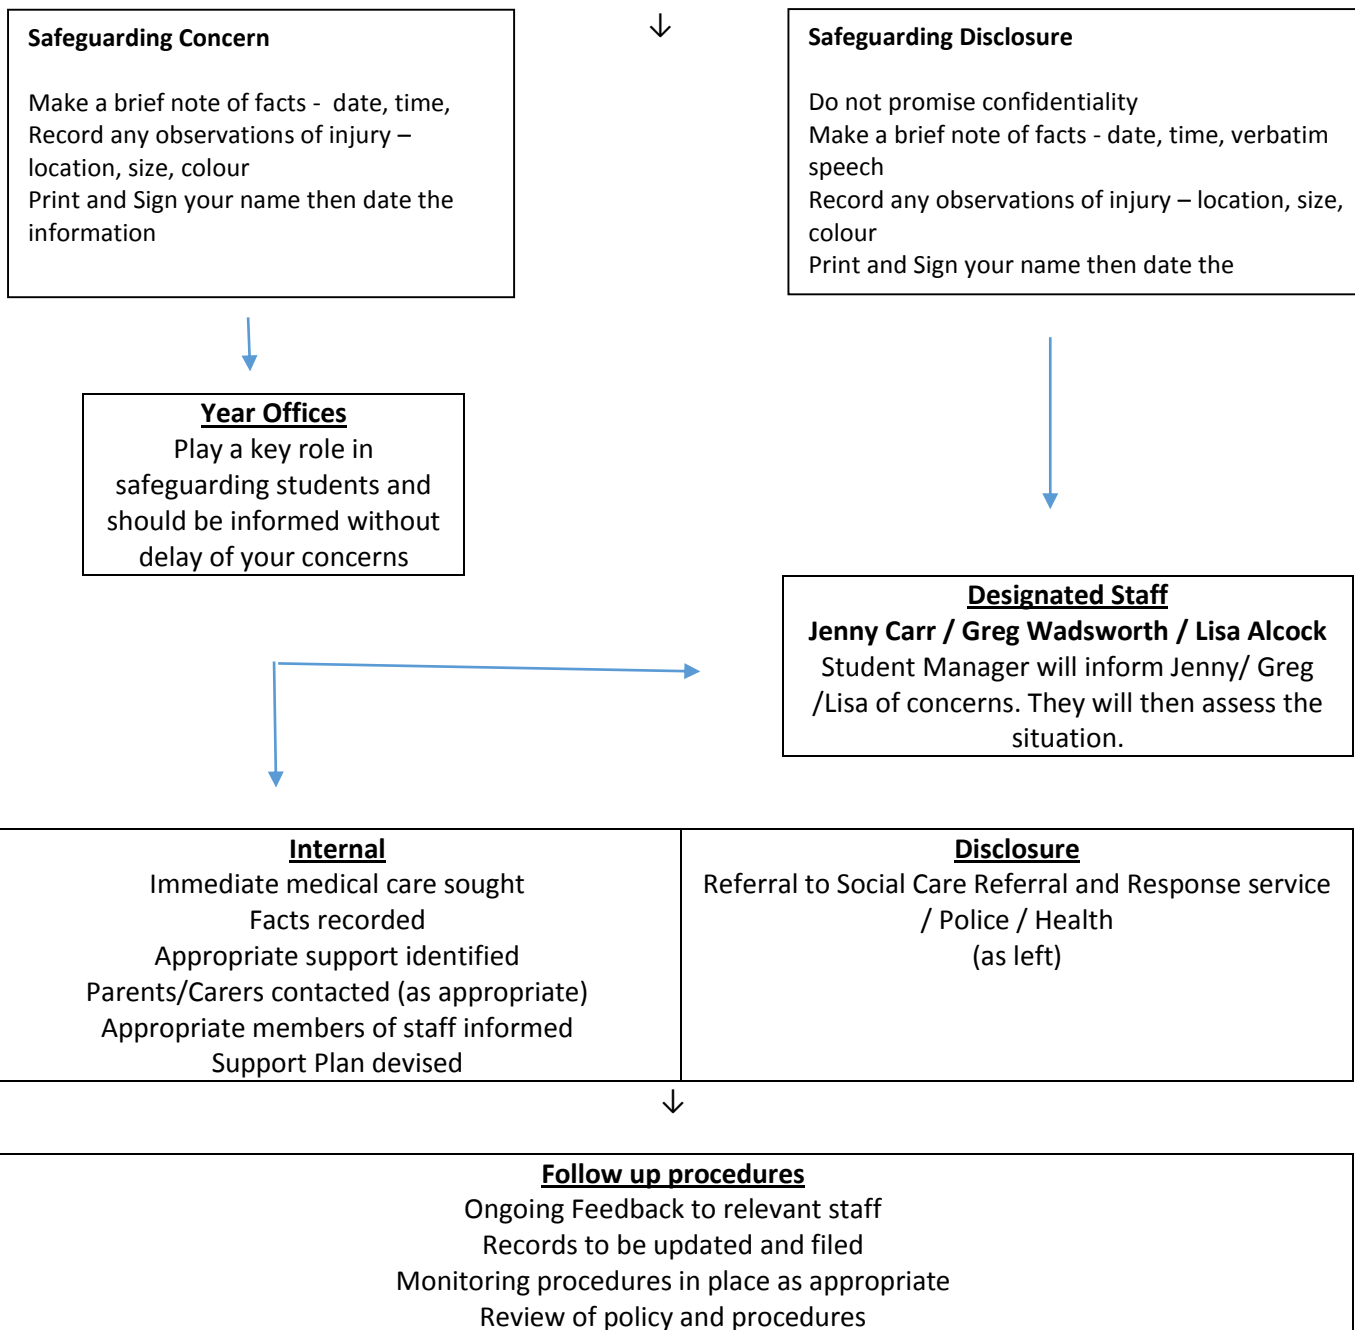 Safeguarding Concern
Make a brief note of facts -  date, time,
Record any observations of injury –
location, size, colour
Print and Sign your name then date the
information
↓
Safeguarding Disclosure
Do not promise confidentiality
Make a brief note of facts - date, time, verbatim
speech
Record any observations of injury – location, size,
colour
Print and Sign your name then date the
Year Offices
Play a key role in
safeguarding students and
should be informed without
delay of your concerns
Designated Staff
Jenny Carr / Greg Wadsworth / Lisa Alcock
Student Manager will inform Jenny/ Greg
/Lisa of concerns. They will then assess the
situation.
Internal
Immediate medical care sought
Facts recorded
Appropriate support identified
Parents/Carers contacted (as appropriate)
Appropriate members of staff informed
Support Plan devised
Disclosure
Referral to Social Care Referral and Response service
/ Police / Health
(as left)
↓
Follow up procedures
Ongoing Feedback to relevant staff
Records to be updated and filed
Monitoring procedures in place as appropriate
Review of policy and procedures